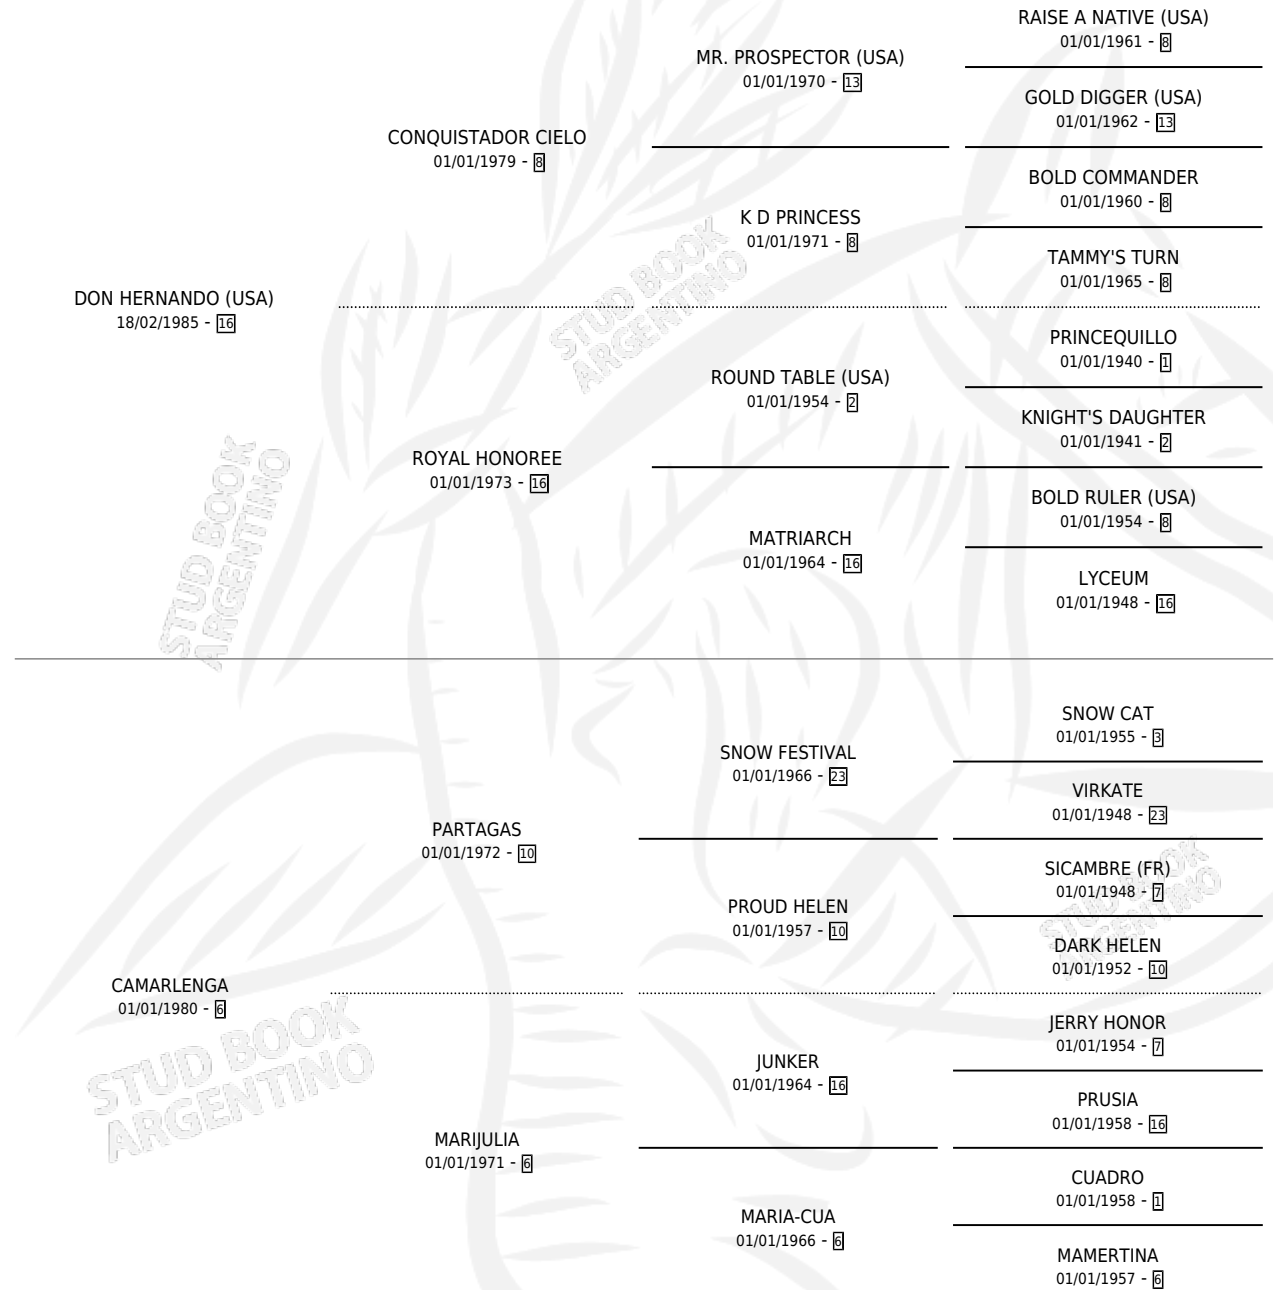 RAISE A NATIVE (USA)
01/01/1961 - 8
MR. PROSPECTOR (USA)
01/01/1970 - 13
GOLD DIGGER (USA)
01/01/1962 - 13
CONQUISTADOR CIELO
01/01/1979 - 8
BOLD COMMANDER
01/01/1960 - 8
K D PRINCESS
01/01/1971 - 8
TAMMY'S TURN
01/01/1965 - 8
DON HERNANDO (USA)
18/02/1985 - 16
PRINCEQUILLO
01/01/1940 - 1
ROUND TABLE (USA)
01/01/1954 - 2
KNIGHT'S DAUGHTER
01/01/1941 - 2
ROYAL HONOREE
01/01/1973 - 16
BOLD RULER (USA)
01/01/1954 - 8
MATRIARCH
01/01/1964 - 16
LYCEUM
01/01/1948 - 16
SNOW CAT
01/01/1955 - 3
SNOW FESTIVAL
01/01/1966 - 23
VIRKATE
01/01/1948 - 23
PARTAGAS
01/01/1972 - 10
SICAMBRE (FR)
01/01/1948 - 7
PROUD HELEN
01/01/1957 - 10
DARK HELEN
01/01/1952 - 10
CAMARLENGA
01/01/1980 - 6
JERRY HONOR
01/01/1954 - 7
JUNKER
01/01/1964 - 16
PRUSIA
01/01/1958 - 16
MARIJULIA
01/01/1971 - 6
CUADRO
01/01/1958 - 1
MARIA-CUA
01/01/1966 - 6
MAMERTINA
01/01/1957 - 6
STUD BOOK
ARGENTINO
STUD BOOK
ARGENTINO
STUD BOOK
ARGENTINO
STUD BOOK
ARGENTINO